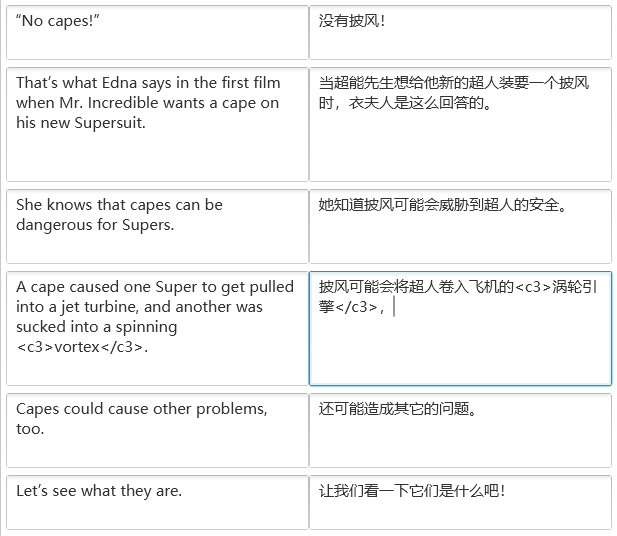 “No capes!”
没有披风！
That’s what Edna says in the first film
when Mr. Incredible wants a cape on
his new Supersuit.
当超能先生想给他新的超人装要一个披风
时，衣夫人是这么回答的。
She knows that capes can be
dangerous for Supers.
她知道披风可能会威胁到超人的安全。
A cape caused one Super to get pulled
into a jet turbine, and another was
sucked into a spinning
<c3>vortex</c3>.
披风可能会将超人卷入飞机的<c3>涡轮引
擎</c3>，
Capes could cause other problems,
too.
还可能造成其它的问题。
Let’s see what they are.
让我们看一下它们是什么吧！